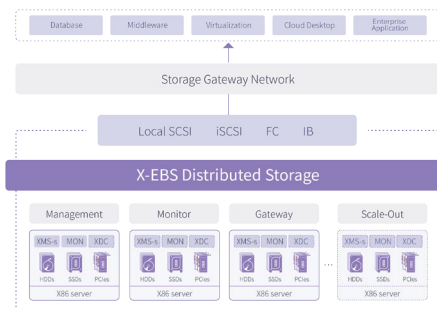 Database
Middleware
Virtualization
Cloud Desktop
Enterprise
Application
Storage Gateway Network
Local SCSI iSCSI FC IB
X-EBS Distributed Storage
Management Monitor Gateway Scale-Out
XMS-s MON XDC XMS-s MON XDC XMS-s MON XDC XMS-s MON XDC
HDDs SSDs PCIes HDDs SSDs PCIes HDDs SSDs PCIes HDDs SSDs PCIes
...
X86 server X86 server X86 server X86 server